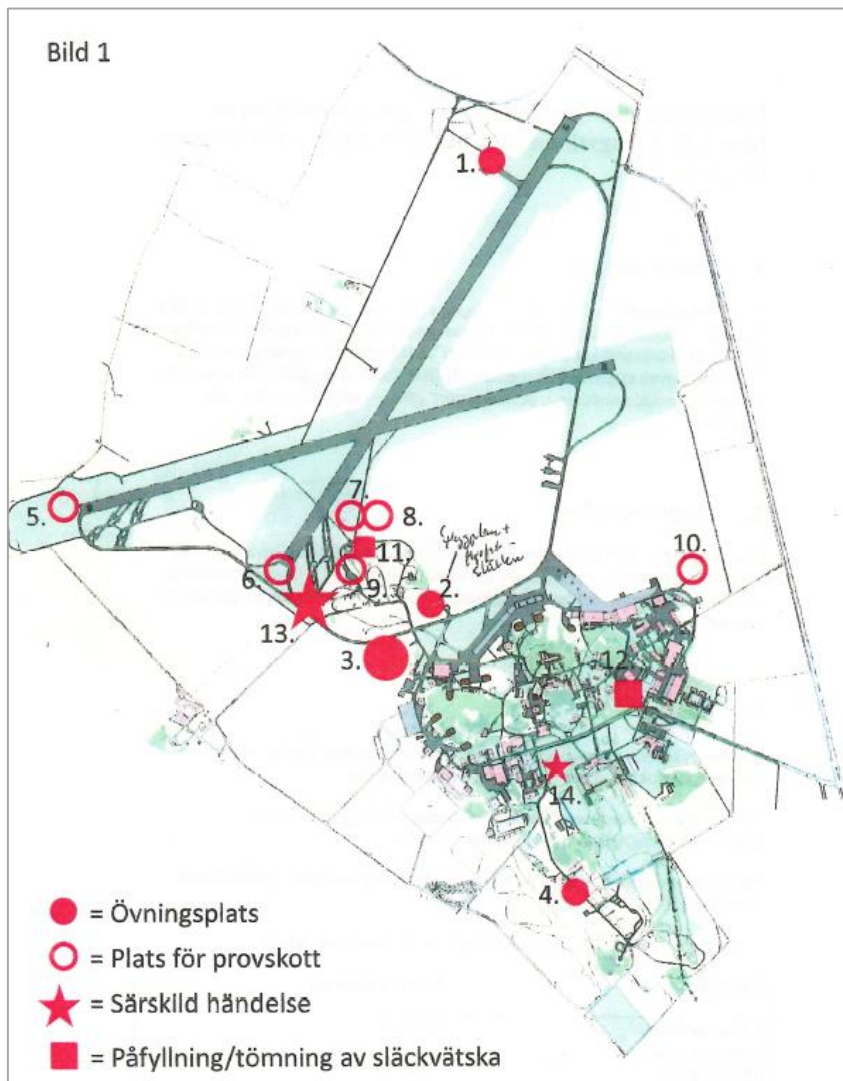 Bild 1
1.
5.
7.
8.
6.
11.
9.
2.
10.
13.
3.
12.
14.
4.
= Övningsplats
= Plats för provskott
= Särskild händelse
= Påfyllning/tömning av släckvätska